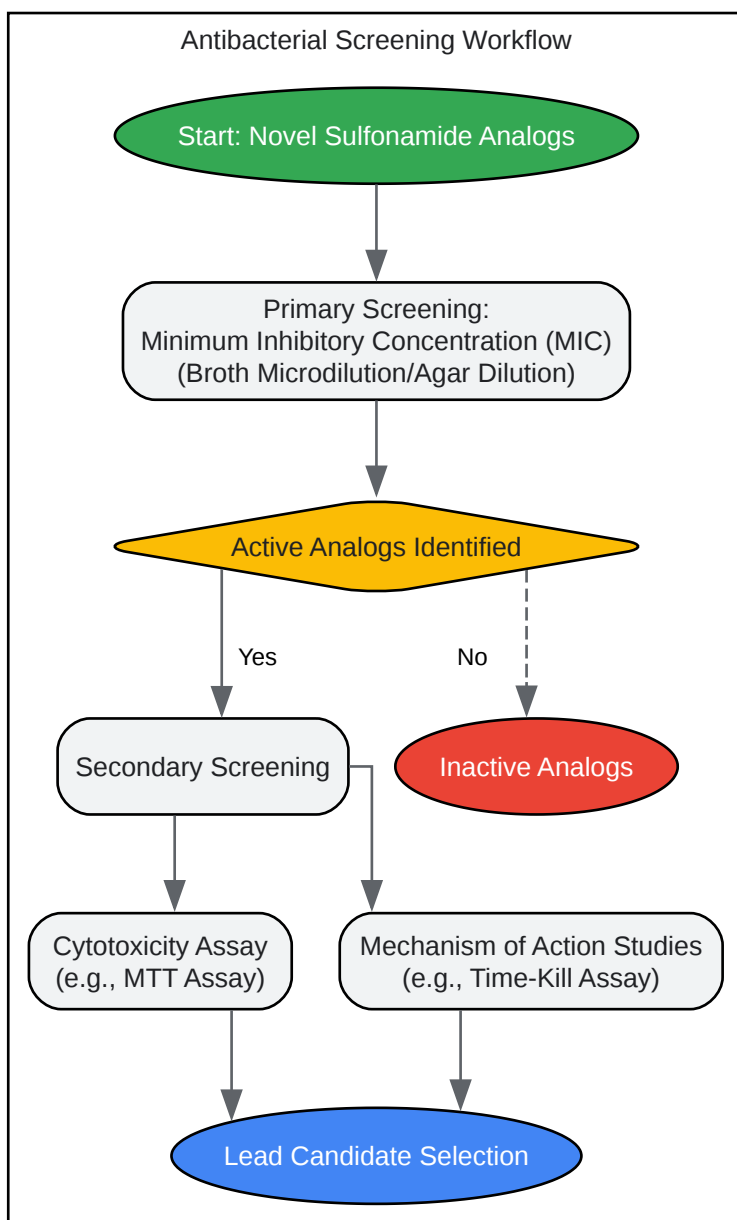 Antibacterial Screening Workflow
Start: Novel Sulfonamide Analogs
Primary Screening:
Minimum Inhibitory Concentration (MIC)
(Broth Microdilution/Agar Dilution)
Active Analogs Identified
Yes
No
Secondary Screening
Inactive Analogs
Cytotoxicity Assay
(e.g., MTT Assay)
Mechanism of Action Studies
(e.g., Time-Kill Assay)
Lead Candidate Selection